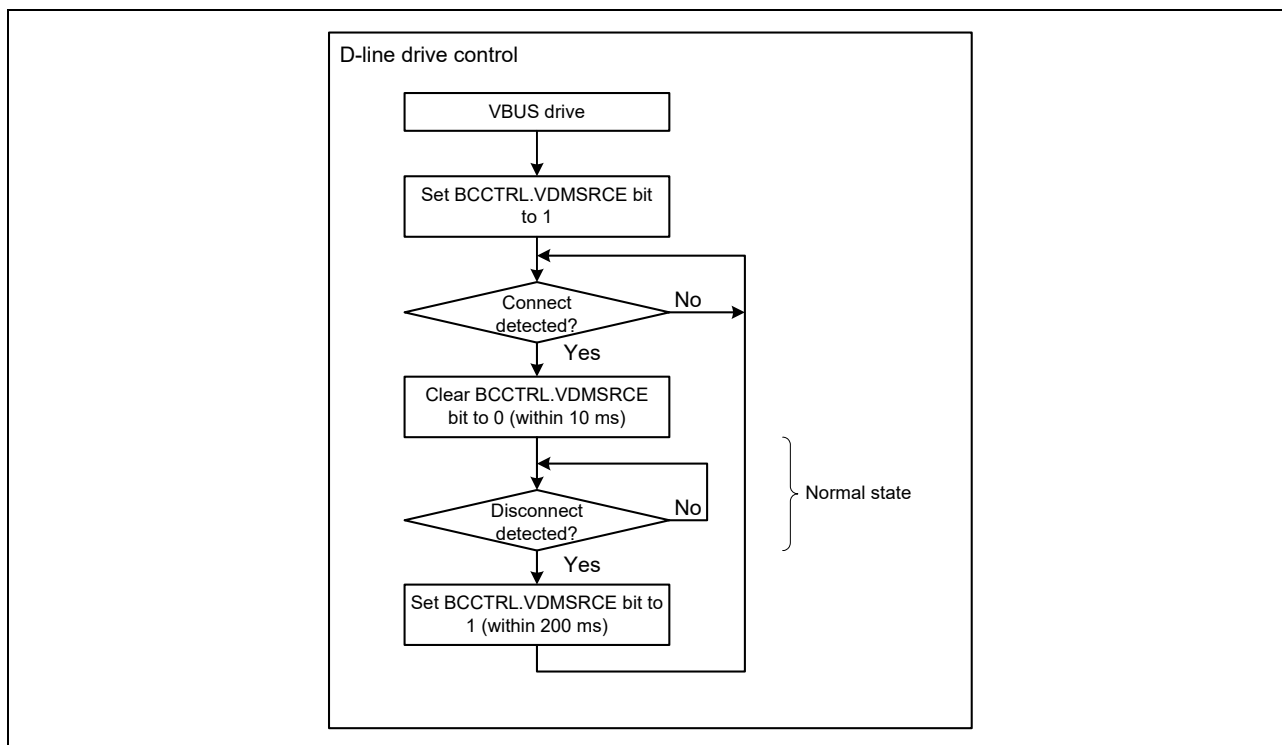 D-line drive control
VBUS drive
Set BCCTRL.VDMSRCE bit
to 1
Connect
detected?
No
Yes
Clear BCCTRL.VDMSRCE
bit to 0 (within 10 ms)
Normal state
Disconnect
detected?
No
Yes
Set BCCTRL.VDMSRCE bit to
1 (within 200 ms)